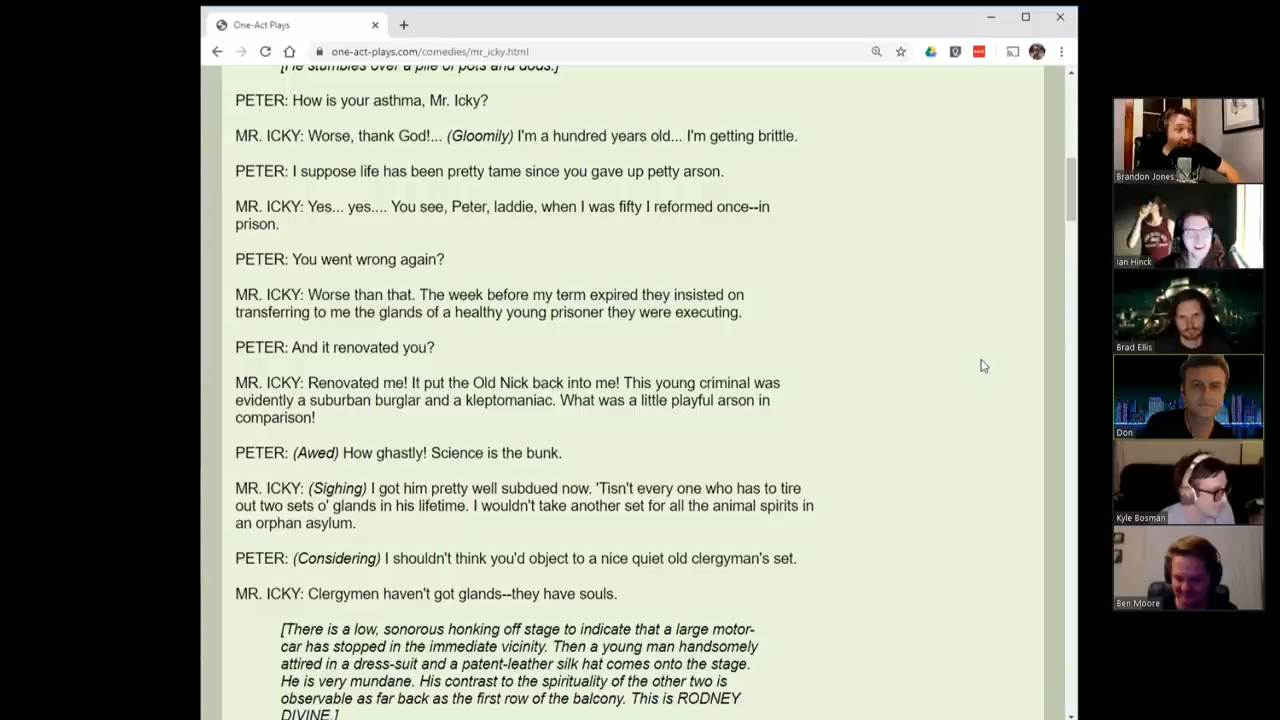 One-Act Plays
one-act-plays.com/comedies/mr_icky.html
[He stumbles over a pile of pots and dods.]
PETER: How is your asthma, Mr. Icky?
MR. ICKY: Worse, thank God!... (Gloomily) I'm a hundred years old... I'm getting brittle.
PETER: I suppose life has been pretty tame since you gave up petty arson.
MR. ICKY: Yes... yes.... You see, Peter, laddie, when I was fifty I reformed once--in
prison.
PETER: You went wrong again?
MR. ICKY: Worse than that. The week before my term expired they insisted on
transferring to me the glands of a healthy young prisoner they were executing.
PETER: And it renovated you?
MR. ICKY: Renovated me! It put the Old Nick back into me! This young criminal was
evidently a suburban burglar and a kleptomaniac. What was a little playful arson in
comparison!
PETER: (Awed) How ghastly! Science is the bunk.
MR. ICKY: (Sighing) I got him pretty well subdued now. 'Tisn't every one who has to tire
out two sets o' glands in his lifetime. I wouldn't take another set for all the animal spirits in
an orphan asylum.
PETER: (Considering) I shouldn't think you'd object to a nice quiet old clergyman's set.
MR. ICKY: Clergymen haven't got glands--they have souls.
[There is a low, sonorous honking off stage to indicate that a large motor-
car has stopped in the immediate vicinity. Then a young man handsomely
attired in a dress-suit and a patent-leather silk hat comes onto the stage.
He is very mundane. His contrast to the spirituality of the other two is
observable as far back as the first row of the balcony. This is RODNEY
DIVINE.]
Brandon Jones
Ian Hinck
Brad Ellis
Don
Kyle Bosman
Ben Moore